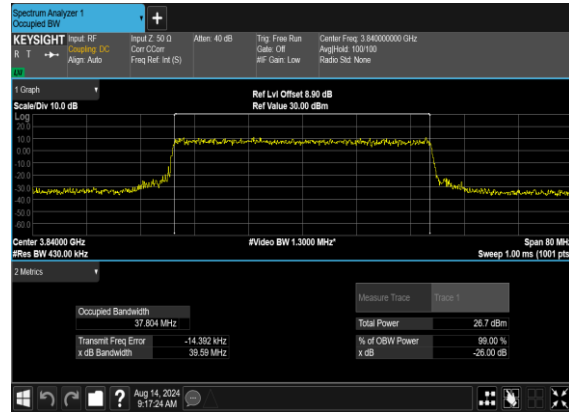 Spectrum Analyzer 1
Occupied BW
+
KEYSIGHT Input: RF Input Z: 50 Ω Atten: 40 dB Trig: Free Run Center Freq: 3.840000000 GHz
R T Coupling: DC Corr CCorr Gate: Off Avg|Hold: 100/100
Align: Auto Freq Ref: Int (S) #IF Gain: Low Radio Std: None
LW
1 Graph
Ref Lvl Offset 8.90 dB
Scale/Div 10.0 dB Ref Value 30.00 dBm
Log
20.0
10.0
0.00
-10.0
-20.0
-30.0
-40.0
-50.0
-60.0
Center 3.84000 GHz #Video BW 1.3000 MHz* Span 80 MHz
#Res BW 430.00 kHz Sweep 1.00 ms (1001 pts
2 Metrics
Measure Trace Trace 1
Occupied Bandwidth
37.804 MHz
Total Power 26.7 dBm
Transmit Freq Error -14.392 kHz % of OBW Power 99.00 %
x dB Bandwidth 39.59 MHz x dB -26.00 dB
? Aug 14, 2024
9:17:24 AM